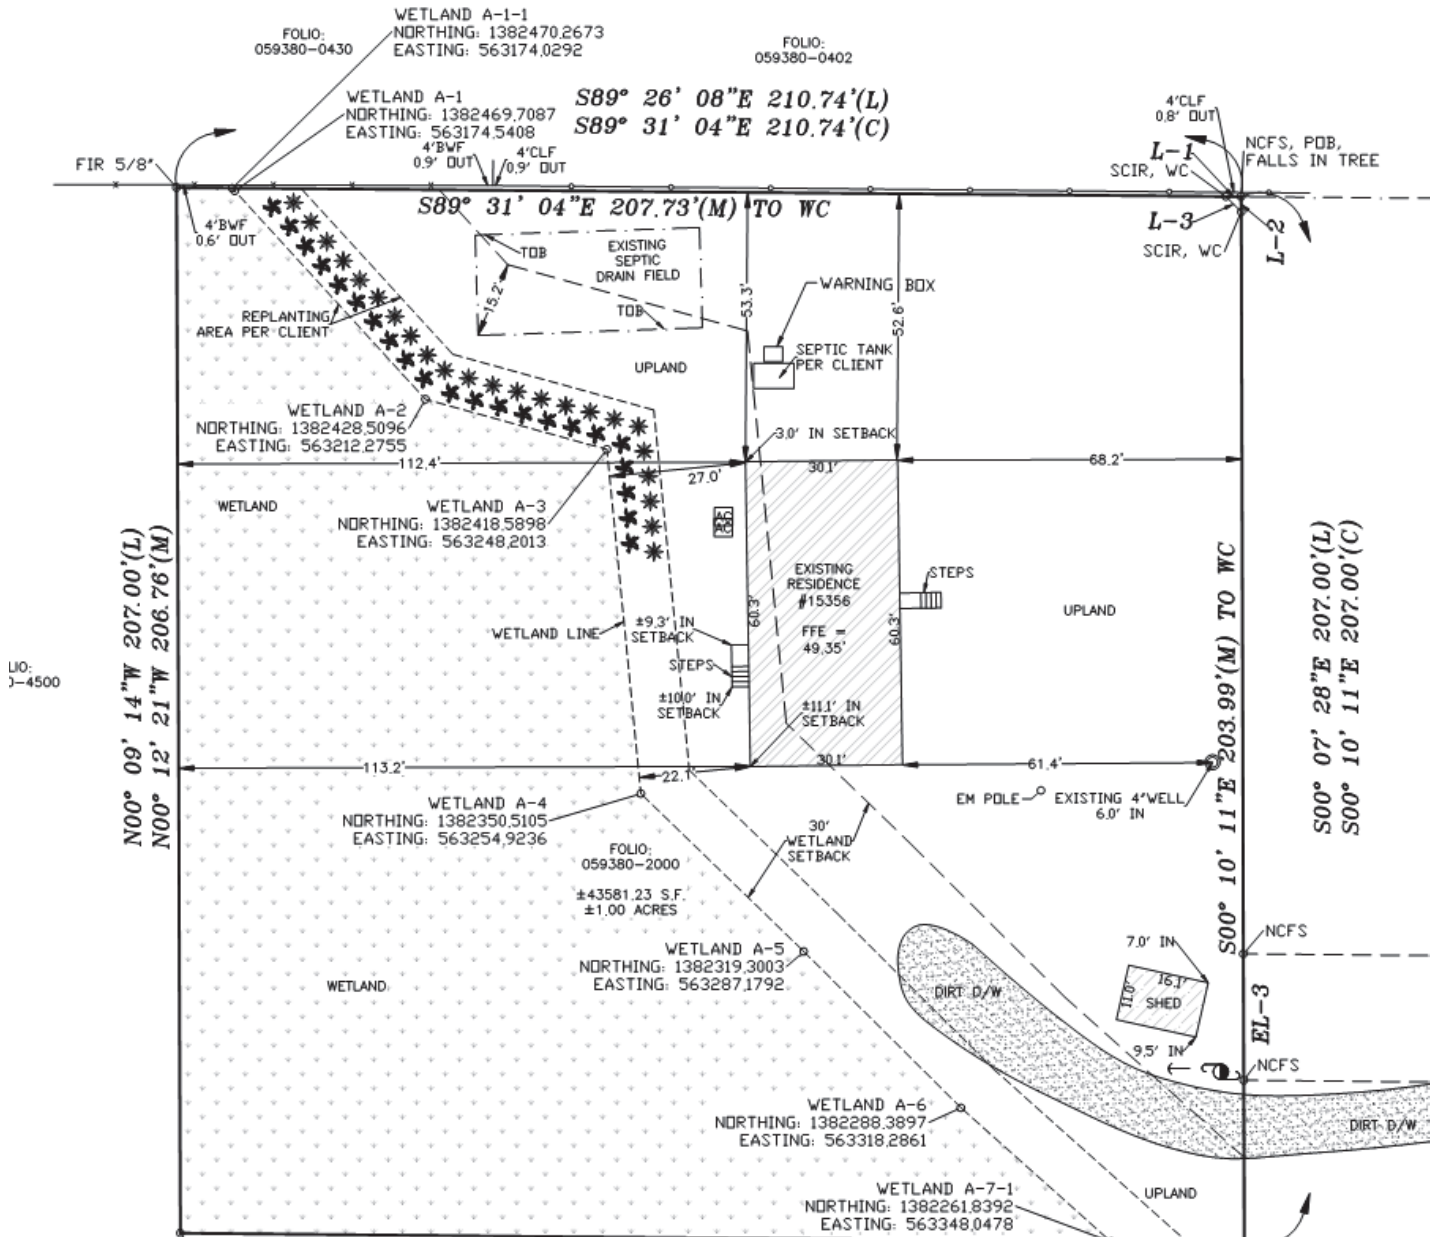 WETLAND A-1-1
NORTHING: 1382470.2673
EASTING: 563174.0292
FOLIO:
059380-0430
FOLIO:
059380-0402
WETLAND A-1
NORTHING: 1382469.7087
EASTING: 563174.5408
S89° 26' 08"E 210.74'(L)
S89° 31' 04"E 210.74'(C)
4'CLF
0.8' OUT
4'BWF
0.9' OUT
4'CLF
0.9' OUT
FIR 5/8"
L-1
SCIR, WC
NCFS, POB,
FALLS IN TREE
4'BWF
0.6' OUT
S89° 31' 04"E 207.73'(M) TO WC
L-3
L-2
SCIR, WC
TOB
EXISTING
SEPTIC
DRAIN FIELD
15.2'
TOB
53.3'
52.6'
WARNING BOX
REPLANTING
AREA PER CLIENT
SEPTIC TANK
PER CLIENT
UPLAND
WETLAND A-2
NORTHING: 1382428.5096
EASTING: 563212.2755
3.0' IN SETBACK
112.4'
27.0'
30.1'
68.2'
WETLAND
WETLAND A-3
NORTHING: 1382418.5898
EASTING: 563248.2013
EXISTING
RESIDENCE
#15356
FFE =
49.35'
60.3'
60.3'
STEPS
UPLAND
WETLAND LINE
±9.3' IN
SETBACK
STEPS
±10.0' IN
SETBACK
±11.1' IN
SETBACK
N00° 09' 14"W 207.00'(L)
N00° 12' 21"W 206.76'(M)
LIO:
0-4500
S00° 10' 11"E 203.99'(M) TO WC
S00° 07' 28"E 207.00'(L)
S00° 10' 11"E 207.00'(C)
113.2'
22.1'
30.1'
61.4'
WETLAND A-4
NORTHING: 1382350.5105
EASTING: 563254.9236
EM POLE
EXISTING 4"WELL
6.0' IN
30'
WETLAND
SETBACK
FOLIO:
059380-2000
±43581.23 S.F.
±1.00 ACRES
WETLAND A-5
NORTHING: 1382319.3003
EASTING: 563287.1792
NCFS
7.0' IN
16.1'
11.0'
SHED
9.5' IN
WETLAND
DIRT D/W
EL-3
NCFS
WETLAND A-6
NORTHING: 1382288.3897
EASTING: 563318.2861
DIRT D/W
WETLAND A-7-1
NORTHING: 1382261.8392
EASTING: 563348.0478
UPLAND